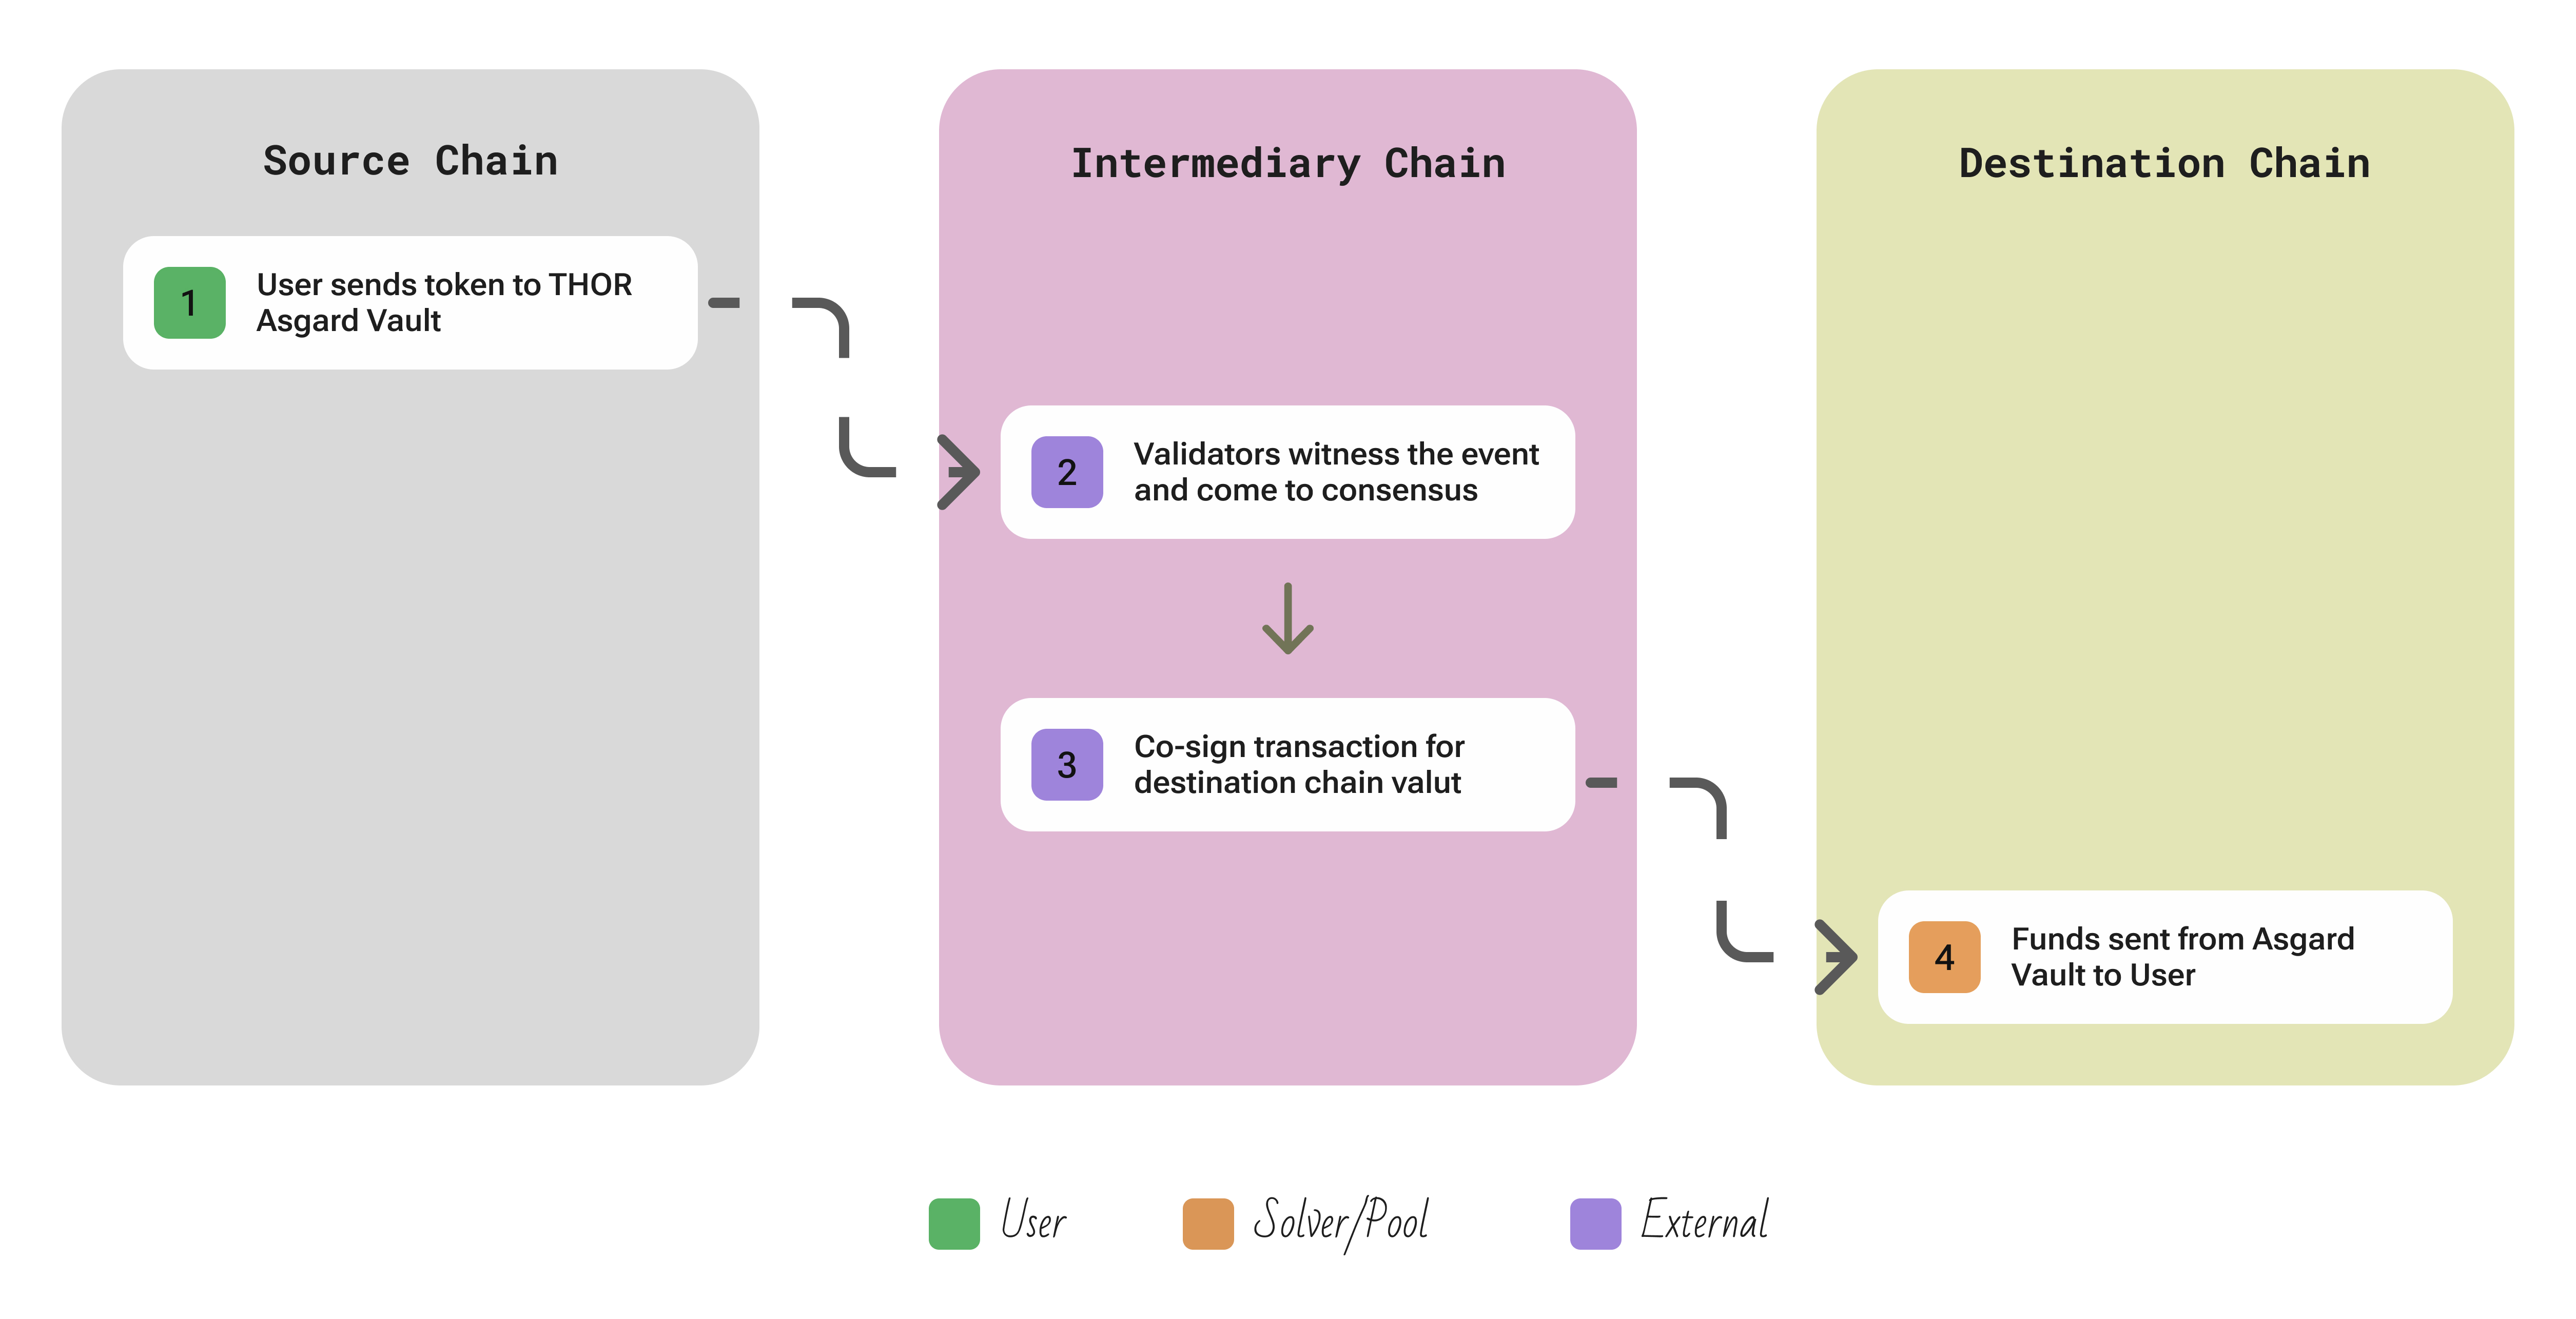 Source Chain
1
User sends token to THOR
Asgard Vault
Intermediary Chain
2
Validators witness the event
and come to consensus
3
Co-sign transaction for
destination chain valut
Destination Chain
4
Funds sent from Asgard
Vault to User
User
Solver/Pool
External